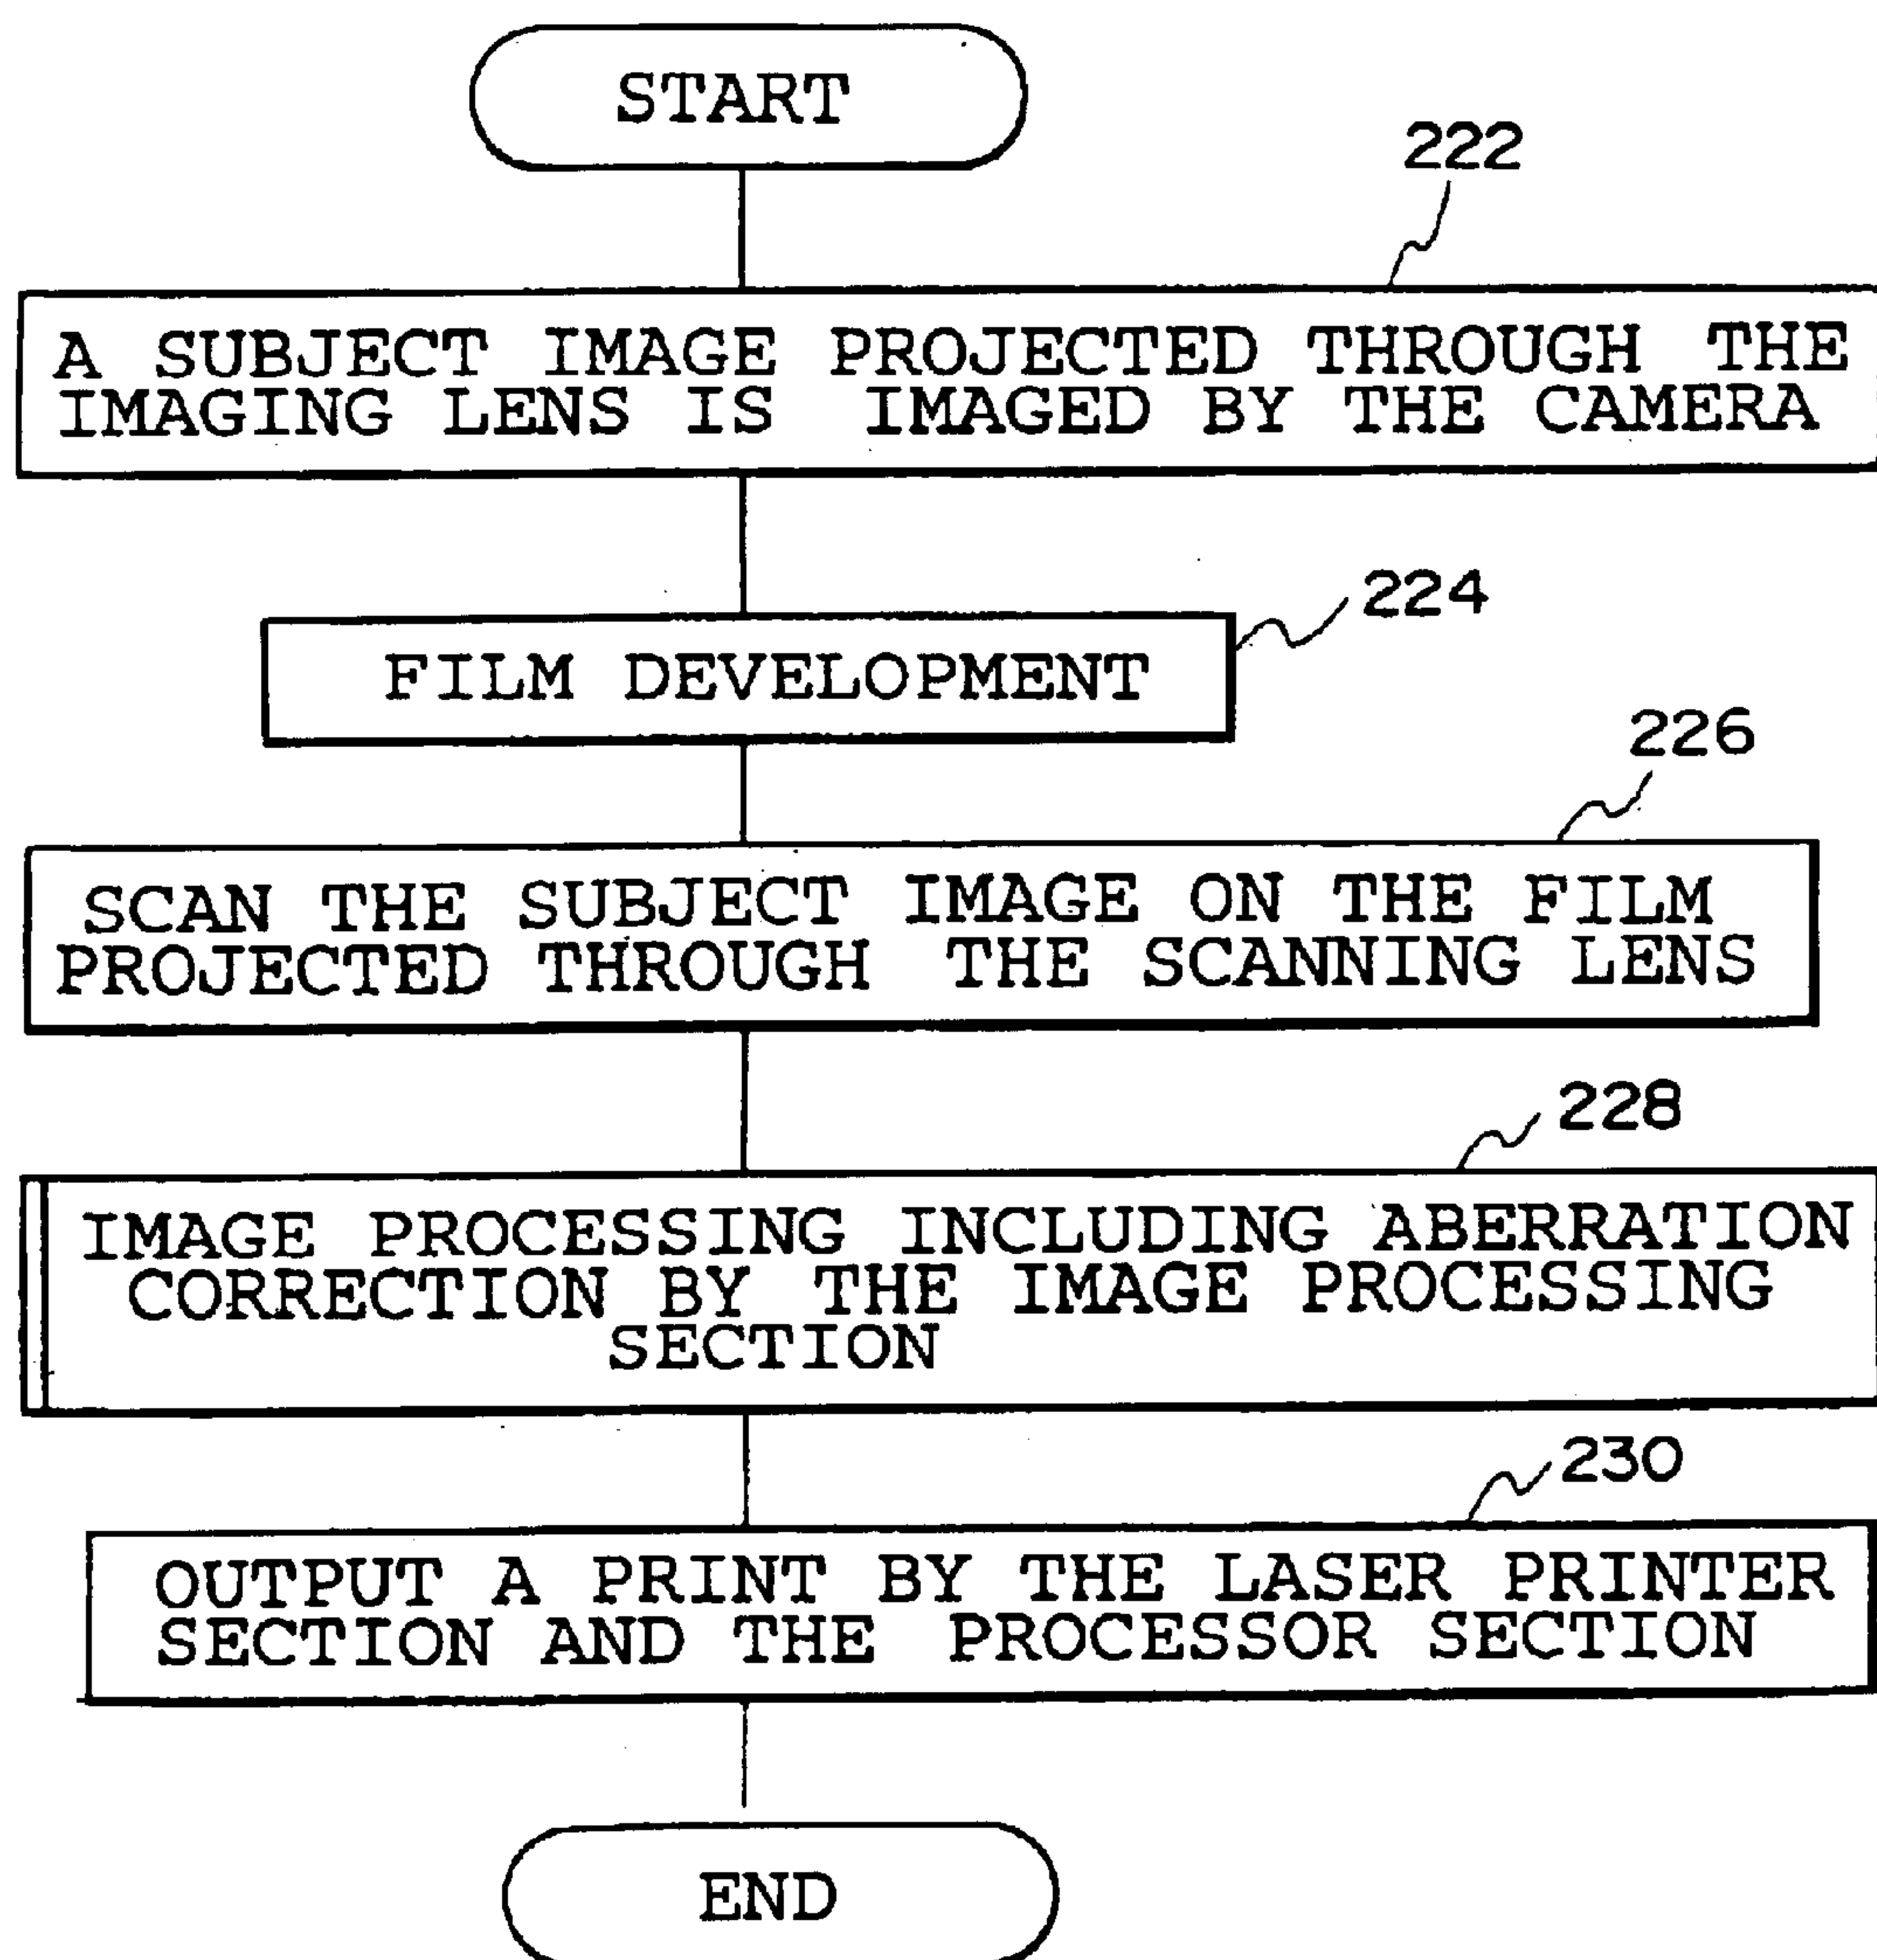 START
222
A SUBJECT IMAGE PROJECTED THROUGH THE
IMAGING LENS IS IMAGED BY THE CAMERA
224
FILM DEVELOPMENT
226
SCAN THE SUBJECT IMAGE ON THE FILM
PROJECTED THROUGH THE SCANNING LENS
228
IMAGE PROCESSING INCLUDING ABERRATION
CORRECTION BY THE IMAGE PROCESSING
SECTION
230
OUTPUT A PRINT BY THE LASER PRINTER
SECTION AND THE PROCESSOR SECTION
END